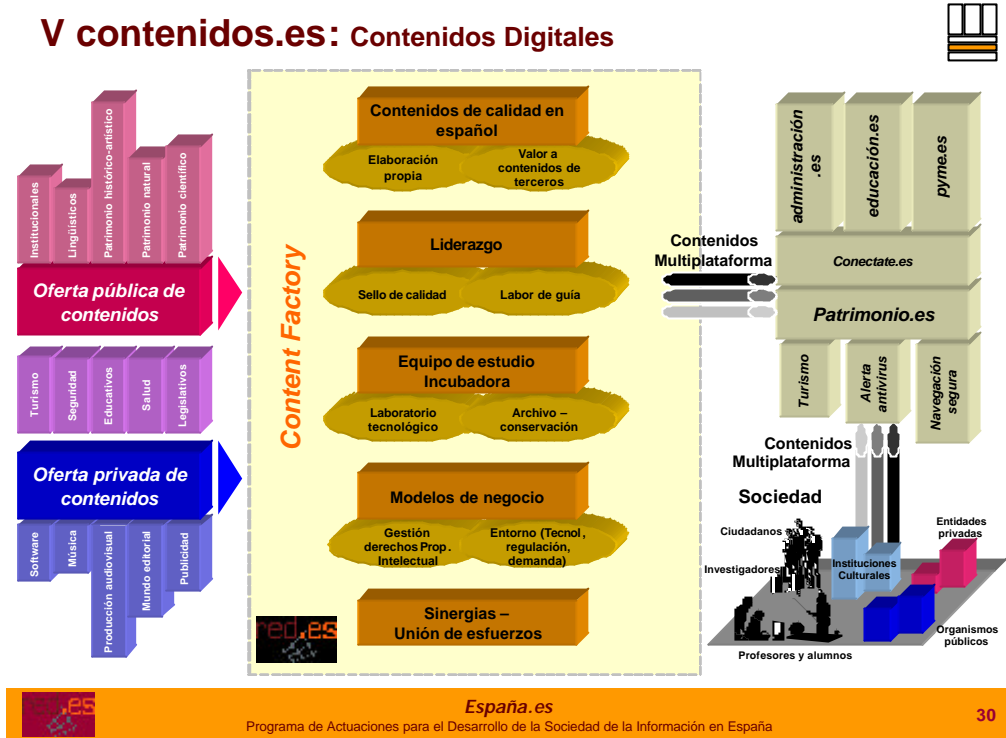 V contenidos.es: Contenidos Digitales
Institucionales
Lingüísticos
Patrimonio histórico-artístico
Patrimonio natural
Patrimonio científico
Oferta pública de
contenidos
Turismo
Seguridad
Educativos
Salud
Legislativos
Oferta privada de
contenidos
Software
Música
Producción audiovisual
Mundo editorial
Publicidad
Content Factory
Contenidos de calidad en
español
Elaboración
propia
Valor a
contenidos de
terceros
Liderazgo
Sello de calidad
Labor de guía
Equipo de estudio
Incubadora
Laboratorio
tecnológico
Archivo –
conservación
Modelos de negocio
Gestión
derechos Prop.
Intelectual
Entorno (Tecnol,
regulación,
demanda)
Sinergias –
Unión de esfuerzos
red.es
Contenidos
Multiplataforma
administración
.es
educación.es
pyme.es
Conectate.es
Patrimonio.es
Turismo
Alerta
antivirus
Navegación
segura
Contenidos
Multiplataforma
Sociedad
Ciudadanos
Investigadores
Profesores y alumnos
Instituciones
Culturales
Entidades
privadas
Organismos
públicos
red.es
España.es
Programa de Actuaciones para el Desarrollo de la Sociedad de la Información en España
30